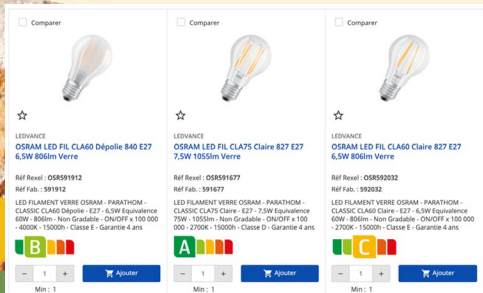 Comparer
LEDVANCE
OSRAM LED FIL CLA60 Dépolie 840 E27
6,5W 806lm Verre
Réf Rexel : OSR591912
Réf Fab. : 591912
LED FILAMENT VERRE OSRAM - PARATHOM -
CLASSIC CLA60 Dépolie - E27 - 6,5W Equivalence
60W - 806lm - Non Gradable - ON/OFF x 100 000
- 4000K - 15000h - Classe E - Garantie 4 ans
B
- 1 + Ajouter
Min : 1
Comparer
LEDVANCE
OSRAM LED FIL CLA75 Claire 827 E27
7,5W 1055lm Verre
Réf Rexel : OSR591677
Réf Fab. : 591677
LED FILAMENT VERRE OSRAM - PARATHOM -
CLASSIC CLA75 Claire - E27 - 7,5W Equivalence
75W - 1055lm - Non Gradable - ON/OFF x 100
000 - 2700K - 15000h - Classe D - Garantie 4 ans
A
- 1 + Ajouter
Min : 1
Comparer
LEDVANCE
OSRAM LED FIL CLA60 Claire 827 E27
6,5W 806lm Verre
Réf Rexel : OSR592032
Réf Fab. : 592032
LED FILAMENT VERRE OSRAM - PARATHOM -
CLASSIC CLA60 Claire - E27 - 6,5W Equivalence
60W - 806lm - Non Gradable - ON/OFF x 100 000
- 2700K - 15000h - Classe E - Garantie 4 ans
C
- 1 + Ajouter
Min : 1